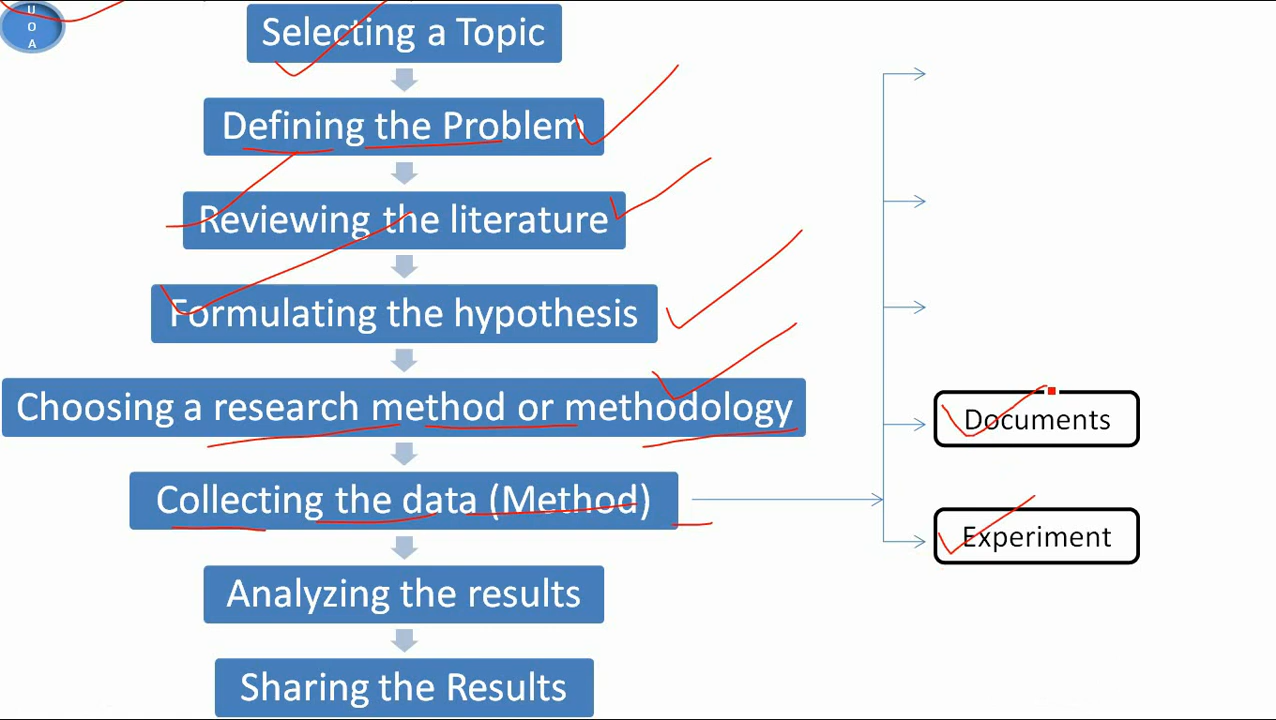 U
O
A
Selecting a Topic
Defining the Problem
Reviewing the literature
Formulating the hypothesis
Choosing a research method or methodology
Collecting the data (Method)
Analyzing the results
Sharing the Results
Documents
Experiment